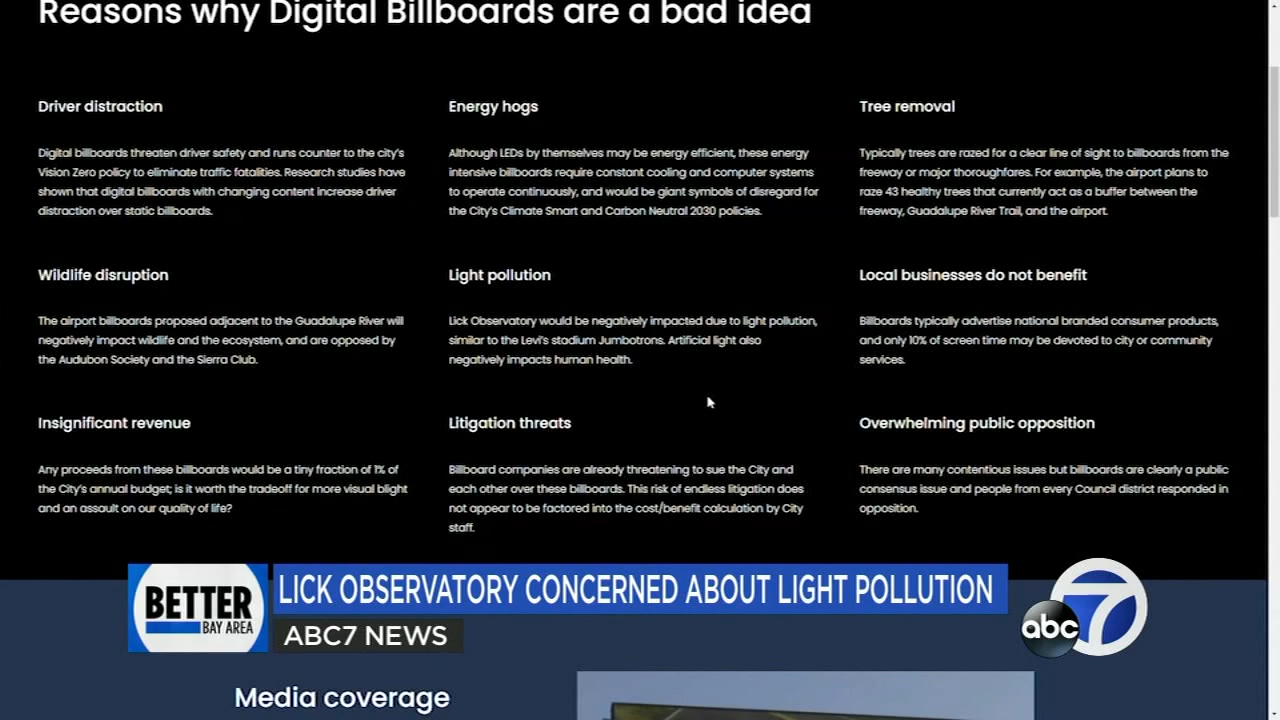 Reasons why Digital Billboards are a bad idea
Driver distraction
Digital billboards threaten driver safety and runs counter to the city's
Vision Zero policy to eliminate traffic fatalities. Research studies have
shown that digital billboards with changing content increase driver
distraction over static billboards.
Energy hogs
Although LEDs by themselves may be energy efficient, these energy
intensive billboards require constant cooling and computer systems
to operate continuously, and would be giant symbols of disregard for
the City's Climate Smart and Carbon Neutral 2030 policies.
Tree removal
Typically trees are razed for a clear line of sight to billboards from the
freeway or major thoroughfares. For example, the airport plans to
raze 43 healthy trees that currently act as a buffer between the
freeway, Guadalupe River Trail, and the airport.
Wildlife disruption
The airport billboards proposed adjacent to the Guadalupe River will
negatively impact wildlife and the ecosystem, and are opposed by
the Audubon Society and the Sierra Club.
Light pollution
Lick Observatory would be negatively impacted due to light pollution,
similar to the Levi's stadium Jumbotrons. Artificial light also
negatively impacts human health.
Local businesses do not benefit
Billboards typically advertise national branded consumer products,
and only 10% of screen time may be devoted to city or community
services.
Insignificant revenue
Any proceeds from these billboards would be a tiny fraction of 1% of
the City's annual budget; is it worth the tradeoff for more visual blight
and an assault on our quality of life?
Litigation threats
Billboard companies are already threatening to sue the City and
each other over these billboards. This risk of endless litigation does
not appear to be factored into the cost/benefit calculation by City
staff.
Overwhelming public opposition
There are many contentious issues but billboards are clearly a public
consensus issue and people from every Council district responded in
opposition.
BETTER
BAY AREA
LICK OBSERVATORY CONCERNED ABOUT LIGHT POLLUTION
ABC7 NEWS
abc 7
Media coverage